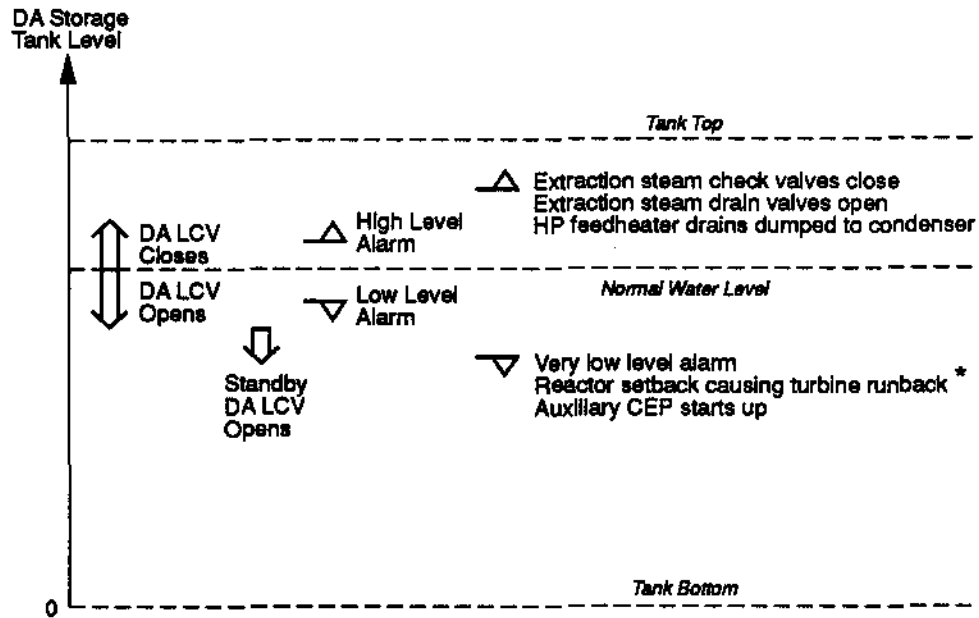 DA Storage
Tank Level
Tank Top
Extraction steam check valves close
Extraction steam drain valves open
HP feedheater drains dumped to condenser
High Level
Alarm
DA LCV
Closes
DA LCV
Opens
Normal Water Level
Low Level
Alarm
Standby
DA LCV
Opens
Very low level alarm
Reactor setback causing turbine runback *
Auxiliary CEP starts up
Tank Bottom
0